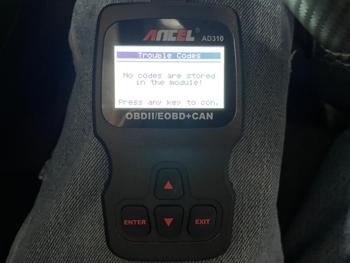 ANCEL
AD310
Trouble Codes
No codes are stored
in the module!
Press any key to con.
OBDII/EOBD+CAN
ENTER
EXIT